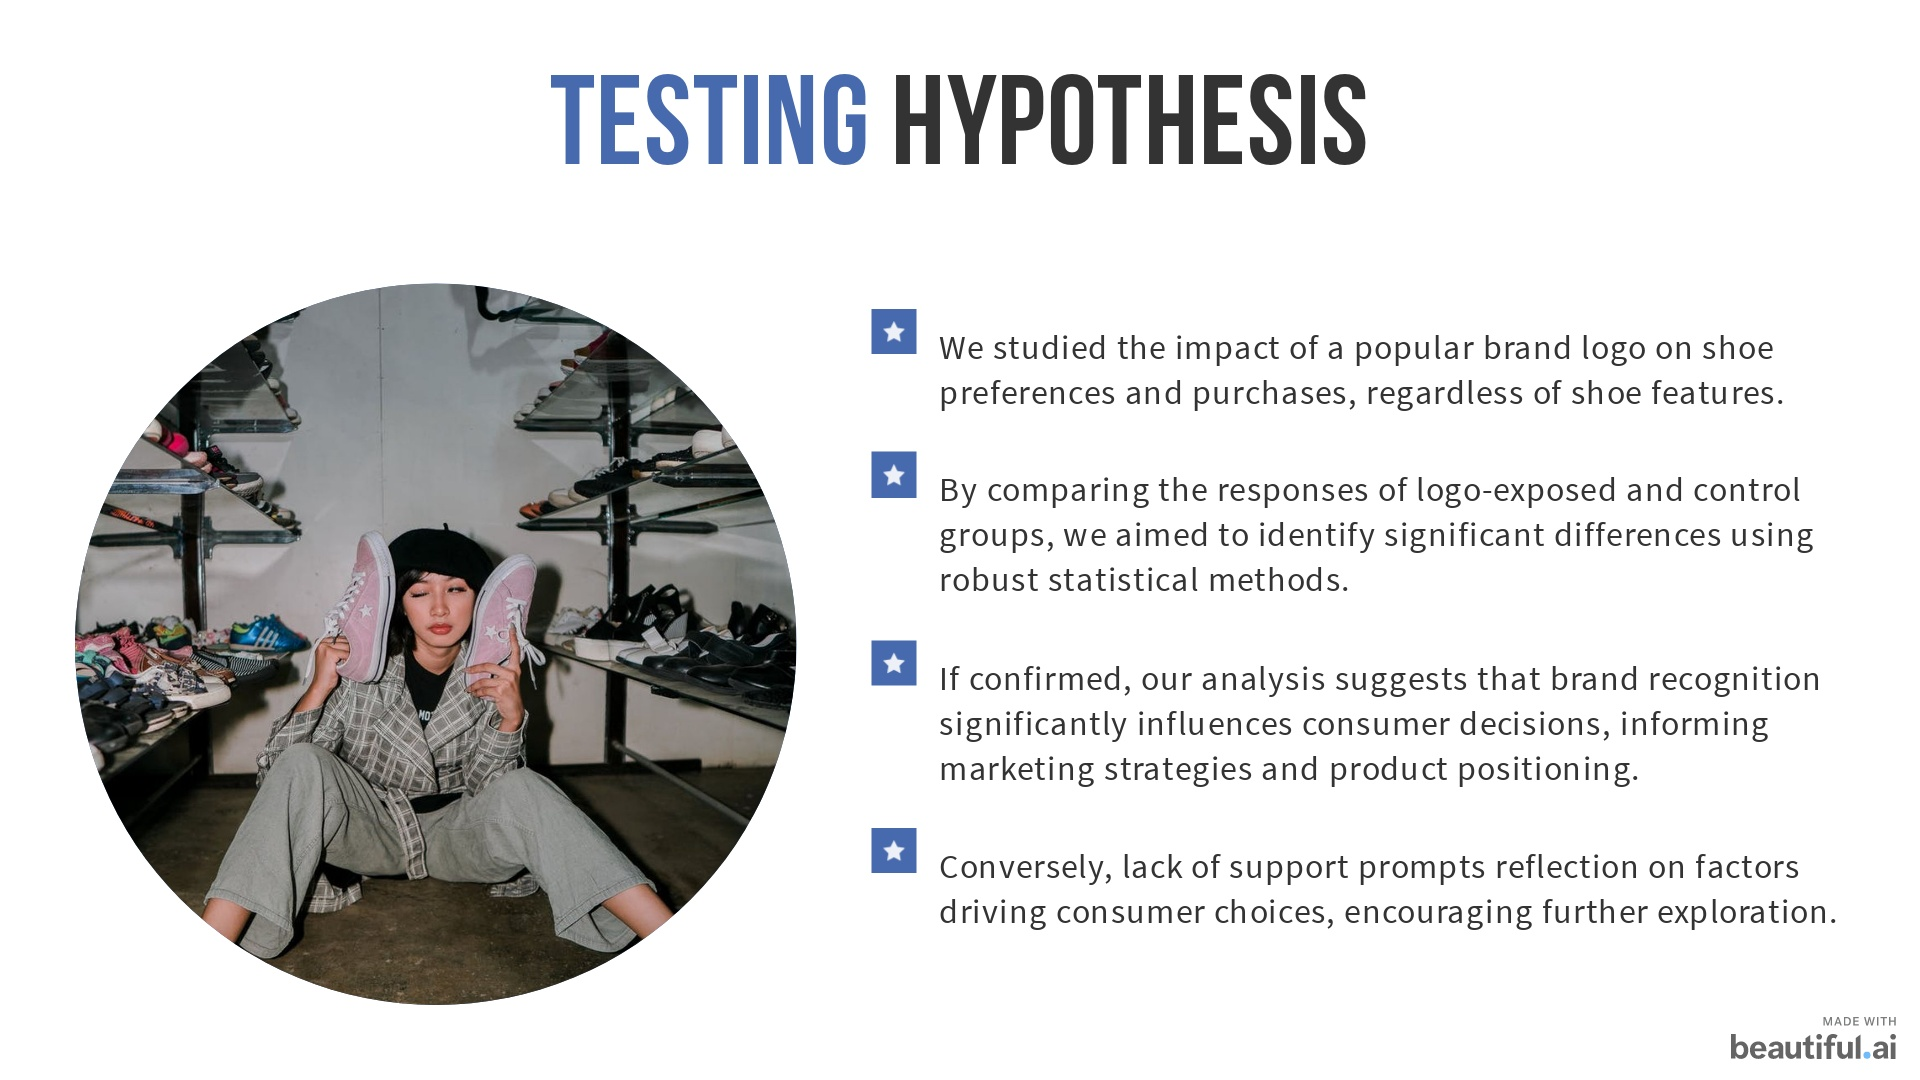 TESTING HYPOTHESIS
We studied the impact of a popular brand logo on shoe
preferences and purchases, regardless of shoe features.
By comparing the responses of logo-exposed and control
groups, we aimed to identify significant differences using
robust statistical methods.
If confirmed, our analysis suggests that brand recognition
significantly influences consumer decisions, informing
marketing strategies and product positioning.
Conversely, lack of support prompts reflection on factors
driving consumer choices, encouraging further exploration.
MADE WITH
beautiful.ai